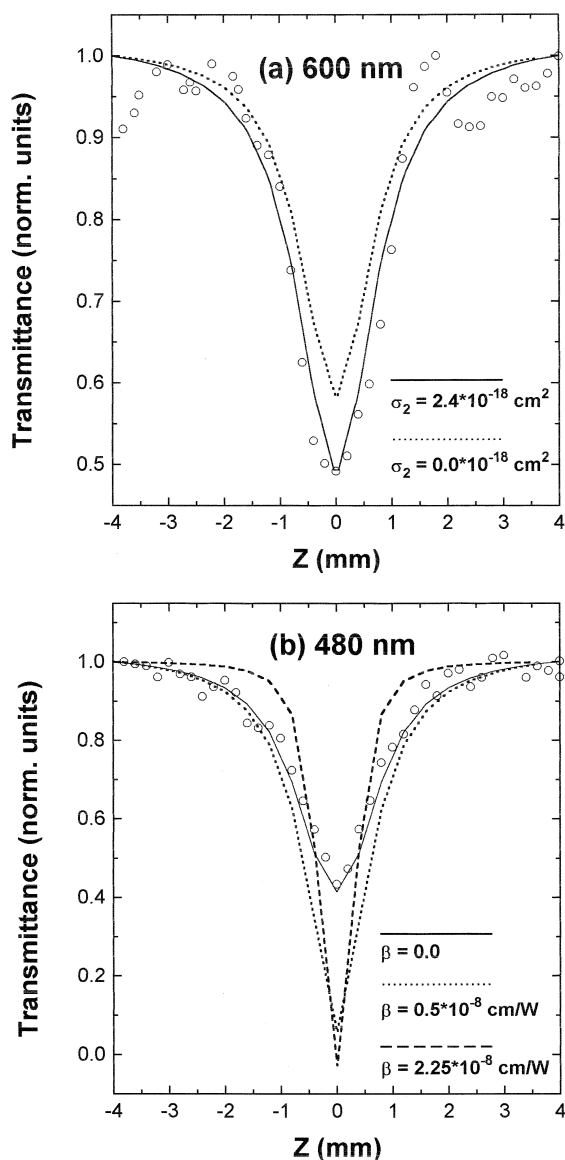 (a) 600 nm
Transmittance (norm. units)
1.0
0.9
0.8
0.7
0.6
0.5
σ₂ = 2.4*10⁻¹⁸ cm²
σ₂ = 0.0*10⁻¹⁸ cm²
-4 -3 -2 -1 0 1 2 3 4
Z (mm)
(b) 480 nm
Transmittance (norm. units)
1.0
0.8
0.6
0.4
0.2
0.0
β = 0.0
β = 0.5*10⁻⁸ cm/W
β = 2.25*10⁻⁸ cm/W
-4 -3 -2 -1 0 1 2 3 4
Z (mm)